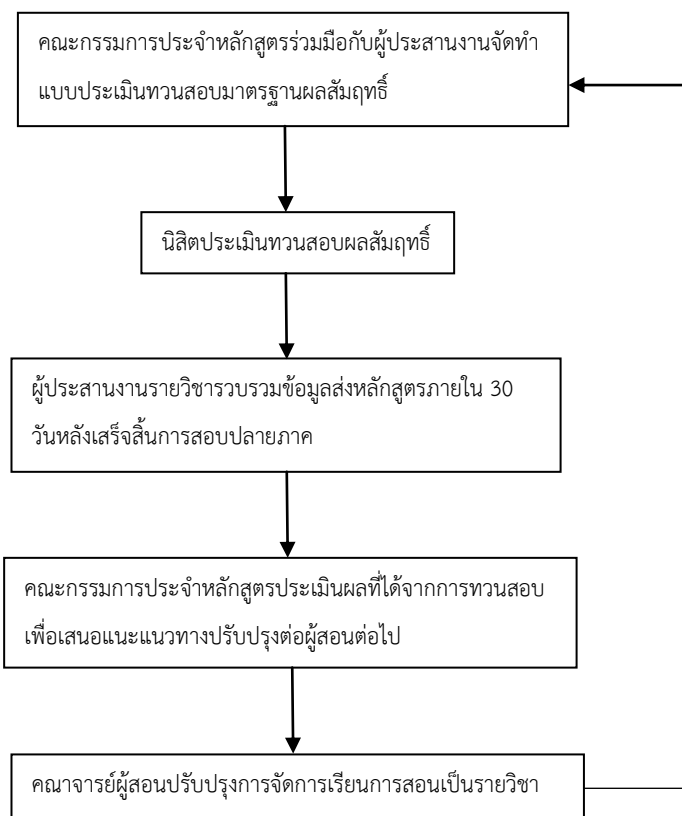 คณะกรรมการประจำหลักสูตรร่วมมือกับผู้ประสานงานจัดทำ
แบบประเมินทวนสอบมาตรฐานผลสัมฤทธิ์
นิสิตประเมินทวนสอบผลสัมฤทธิ์
ผู้ประสานงานรายวิชารวบรวมข้อมูลส่งหลักสูตรภายใน 30
วันหลังเสร็จสิ้นการสอบปลายภาค
คณะกรรมการประจำหลักสูตรประเมินผลที่ได้จากการทวนสอบ
เพื่อเสนอแนะแนวทางปรับปรุงต่อผู้สอนต่อไป
คณาจารย์ผู้สอนปรับปรุงการจัดการเรียนการสอนเป็นรายวิชา